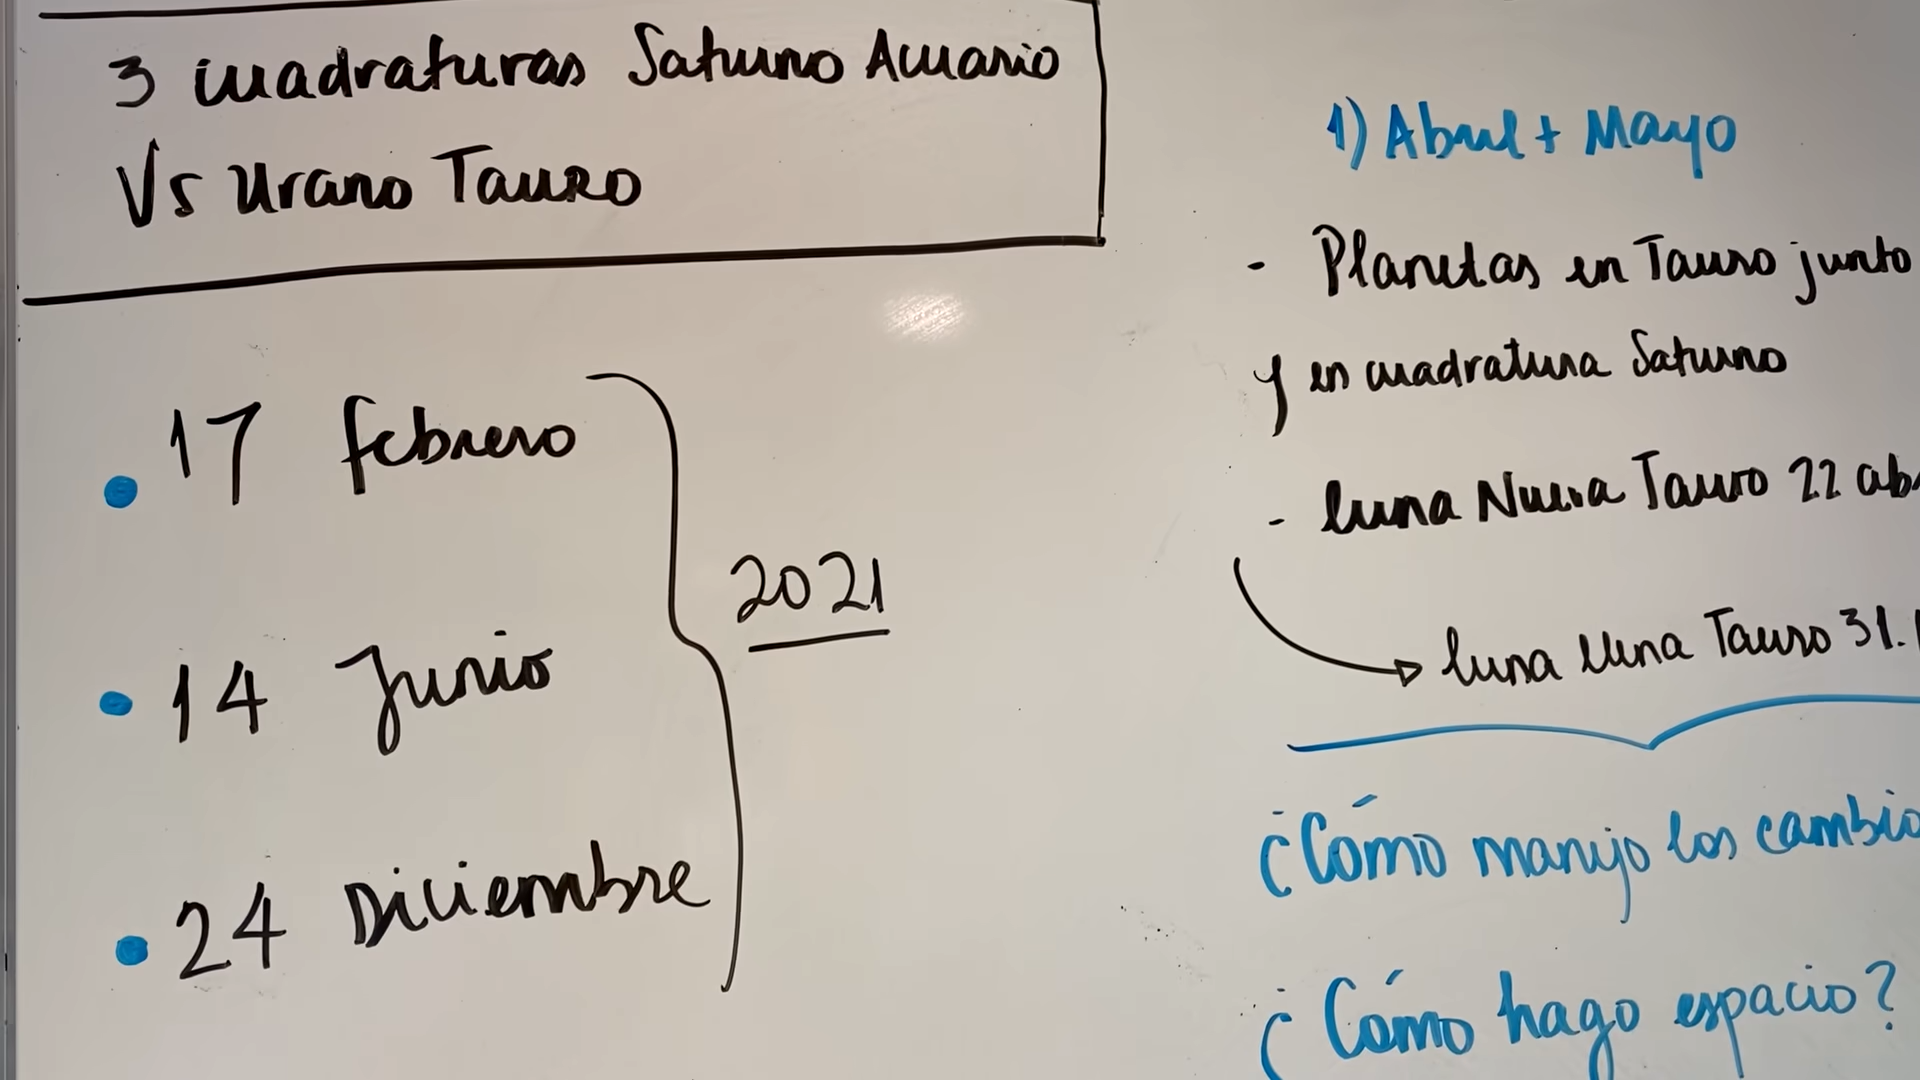 3 cuadraturas Saturno Acuario
Vs Urano Tauro
17 febrero
14 Junio
24 Diciembre
2021
1) Abril + Mayo
- Planetas en Tauro junto
y en cuadratura Saturno
- luna Nueva Tauro 22 ab
luna llena Tauro 31.
¿Cómo manejo los cambio
¿Cómo hago espacio?